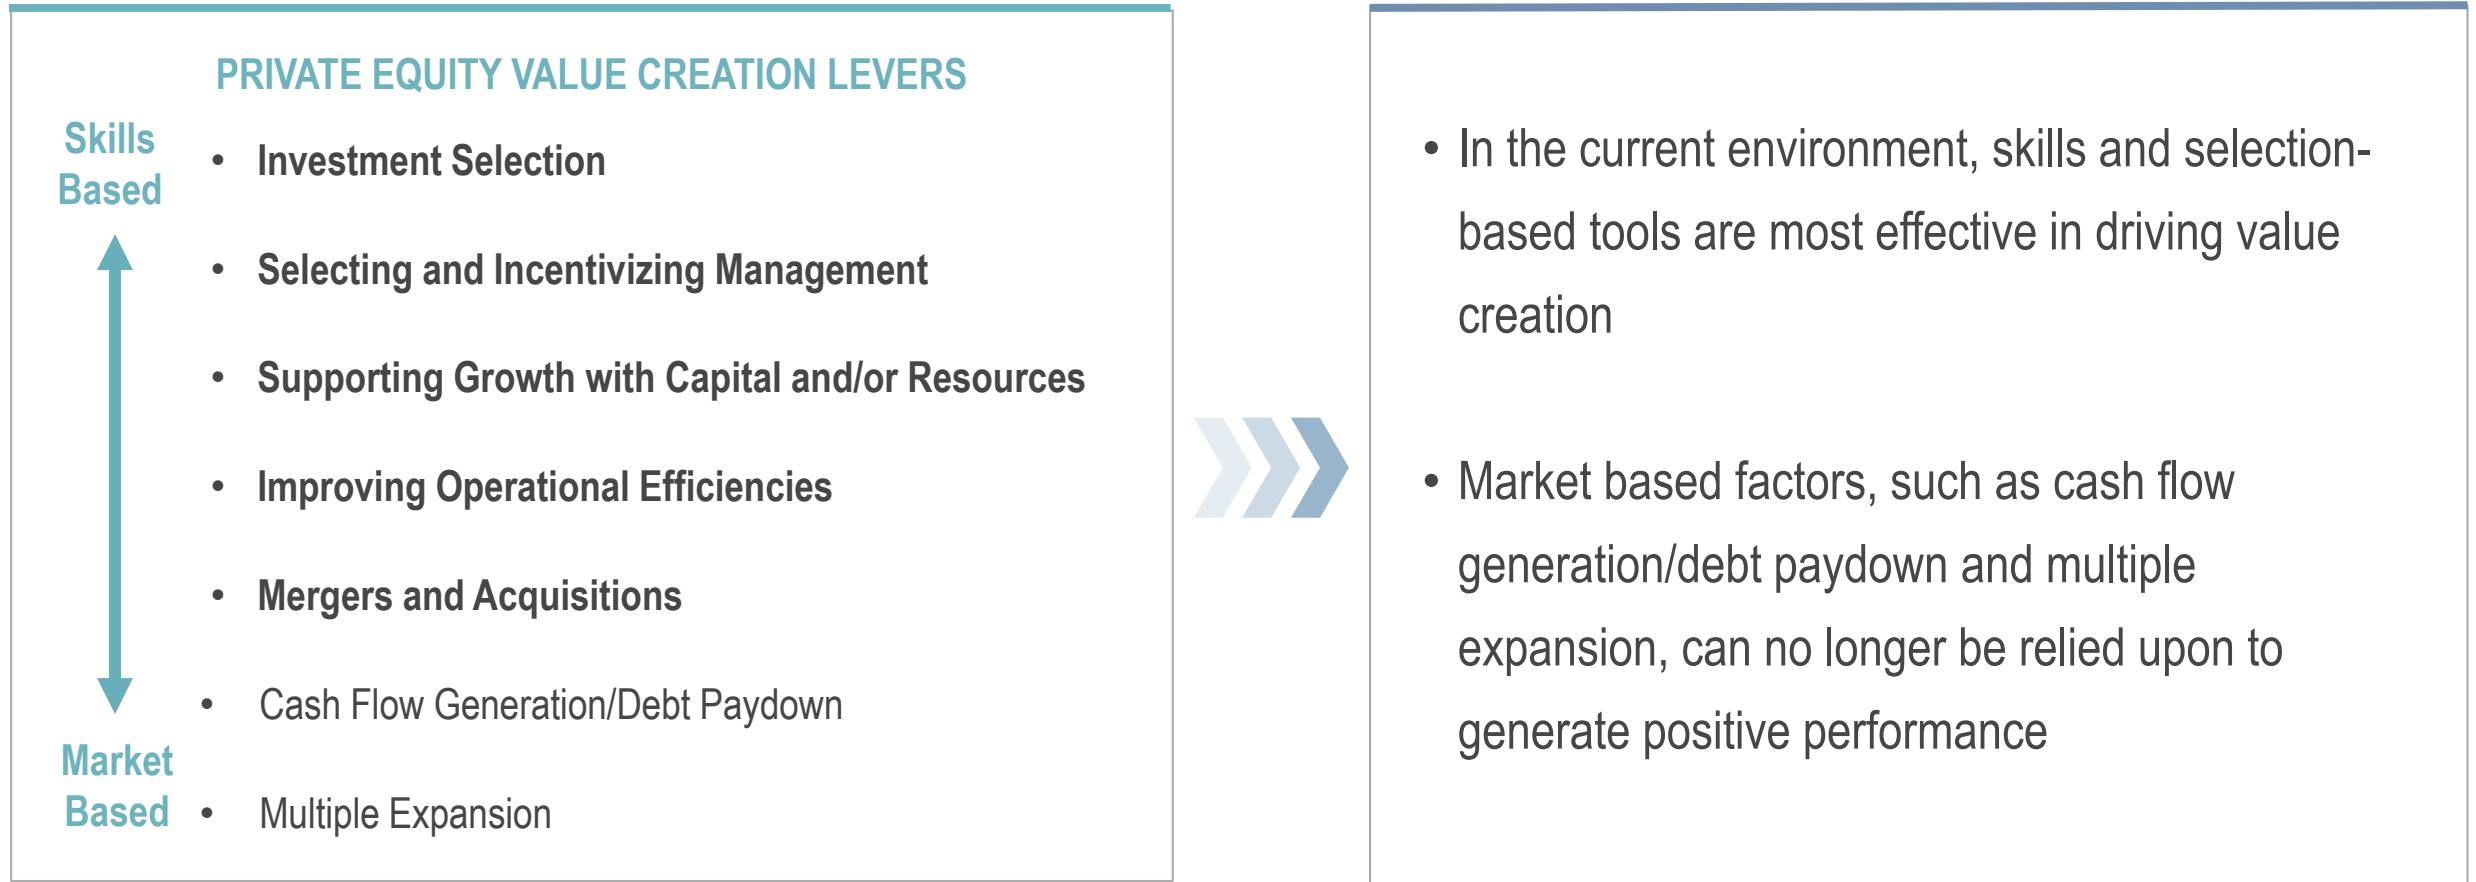 PRIVATE EQUITY VALUE CREATION LEVERS
Skills
Based
• Investment Selection
• Selecting and Incentivizing Management
• Supporting Growth with Capital and/or Resources
• Improving Operational Efficiencies
• Mergers and Acquisitions
• Cash Flow Generation/Debt Paydown
Market
Based
• Multiple Expansion
• In the current environment, skills and selection-
based tools are most effective in driving value
creation
• Market based factors, such as cash flow
generation/debt paydown and multiple
expansion, can no longer be relied upon to
generate positive performance